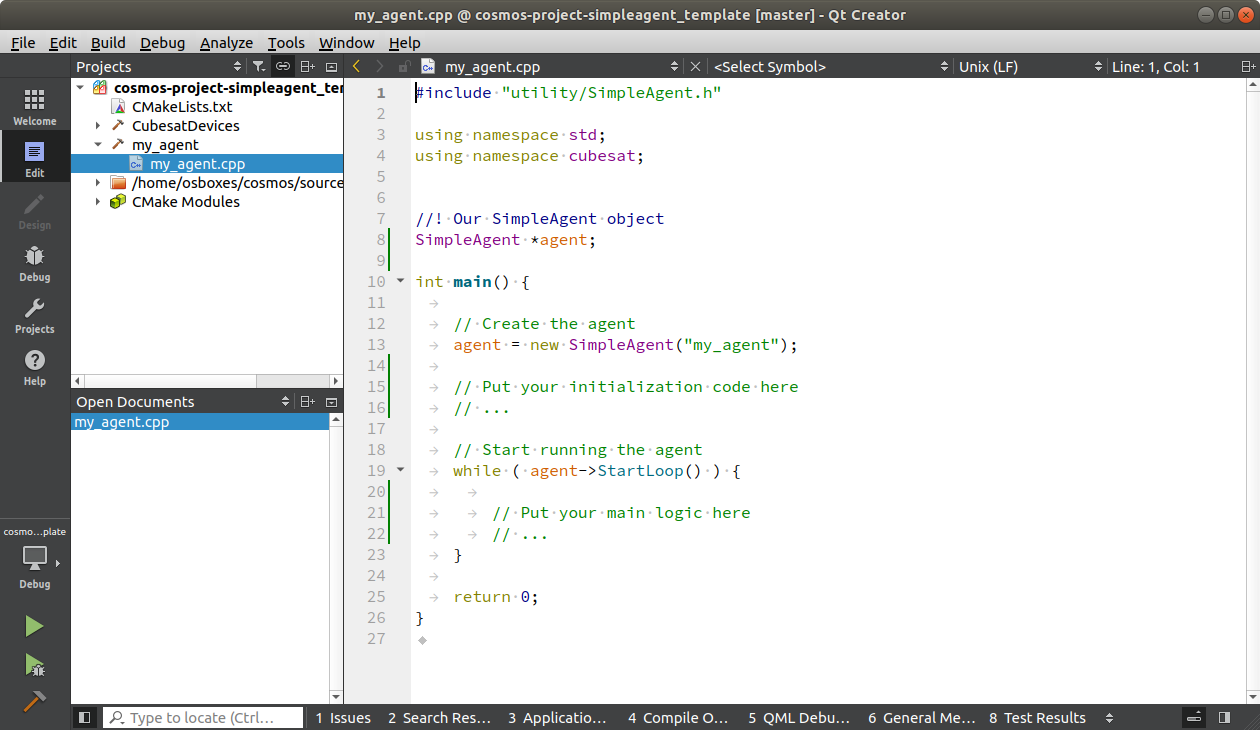 my_agent.cpp @ cosmos-project-simpleagent_template [master] - Qt Creator
File Edit Build Debug Analyze Tools Window Help
Projects
my_agent.cpp
<Select Symbol>
Unix (LF)
Line: 1, Col: 1
Welcome
Edit
Design
Debug
Projects
Help
cosmo...plate
Debug
cosmos-project-simpleagent_ter
CMakeLists.txt
CubesatDevices
my_agent
my_agent.cpp
/home/osboxes/cosmos/source
CMake Modules
Open Documents
my_agent.cpp
1 #include "utility/SimpleAgent.h"
2
3 using namespace std;
4 using namespace cubesat;
5
6
7 //! Our SimpleAgent object
8 SimpleAgent *agent;
9
10 int main() {
11
12 // Create the agent
13 agent = new SimpleAgent("my_agent");
14
15 // Put your initialization code here
16 // ...
17
18 // Start running the agent
19 while ( agent->StartLoop() ) {
20
21 // Put your main logic here
22 // ...
23 }
24
25 return 0;
26 }
27
Type to locate (Ctrl...
1 Issues
2 Search Res...
3 Applicatio...
4 Compile O...
5 QML Debu...
6 General Me...
8 Test Results